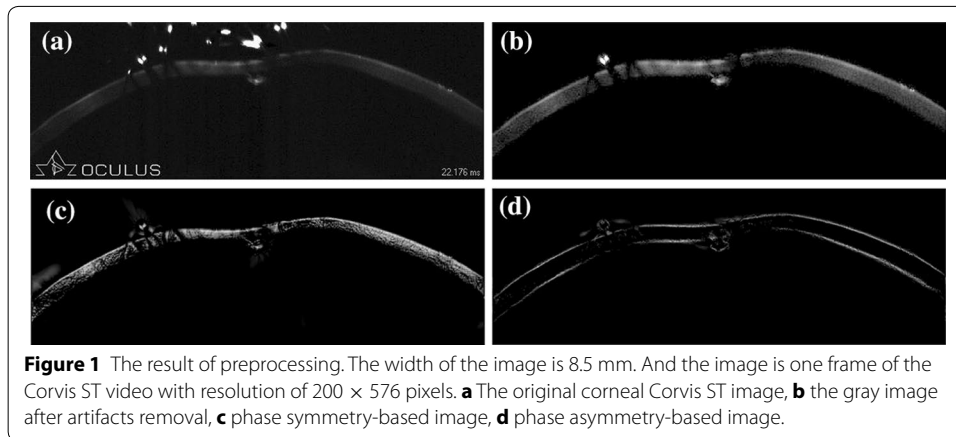 (a)
(b)
OCULUS
22.176 ms
(c)
(d)
Figure 1 The result of preprocessing. The width of the image is 8.5 mm. And the image is one frame of the
Corvis ST video with resolution of 200 × 576 pixels. a The original corneal Corvis ST image, b the gray image
after artifacts removal, c phase symmetry-based image, d phase asymmetry-based image.